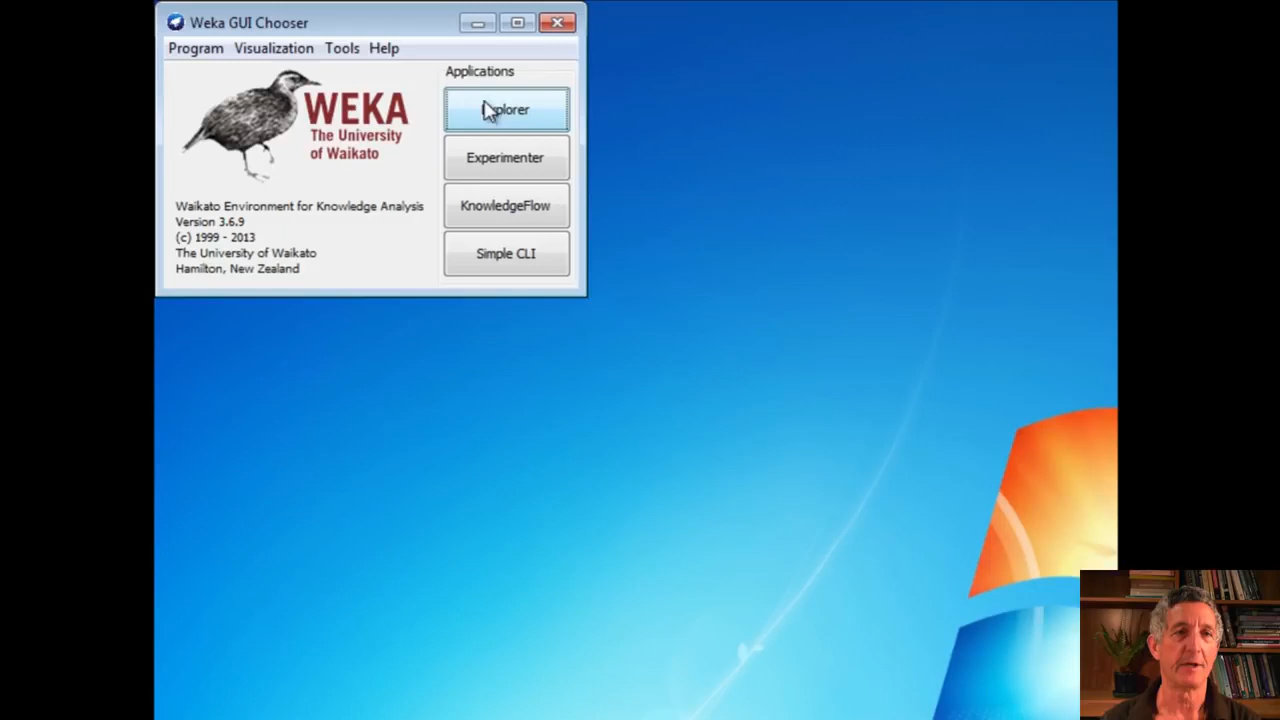 Weka GUI Chooser
Program Visualization Tools Help
Applications
WEKA
The University
of Waikato
Explorer
Experimenter
KnowledgeFlow
Simple CLI
Waikato Environment for Knowledge Analysis
Version 3.6.9
(c) 1999 - 2013
The University of Waikato
Hamilton, New Zealand